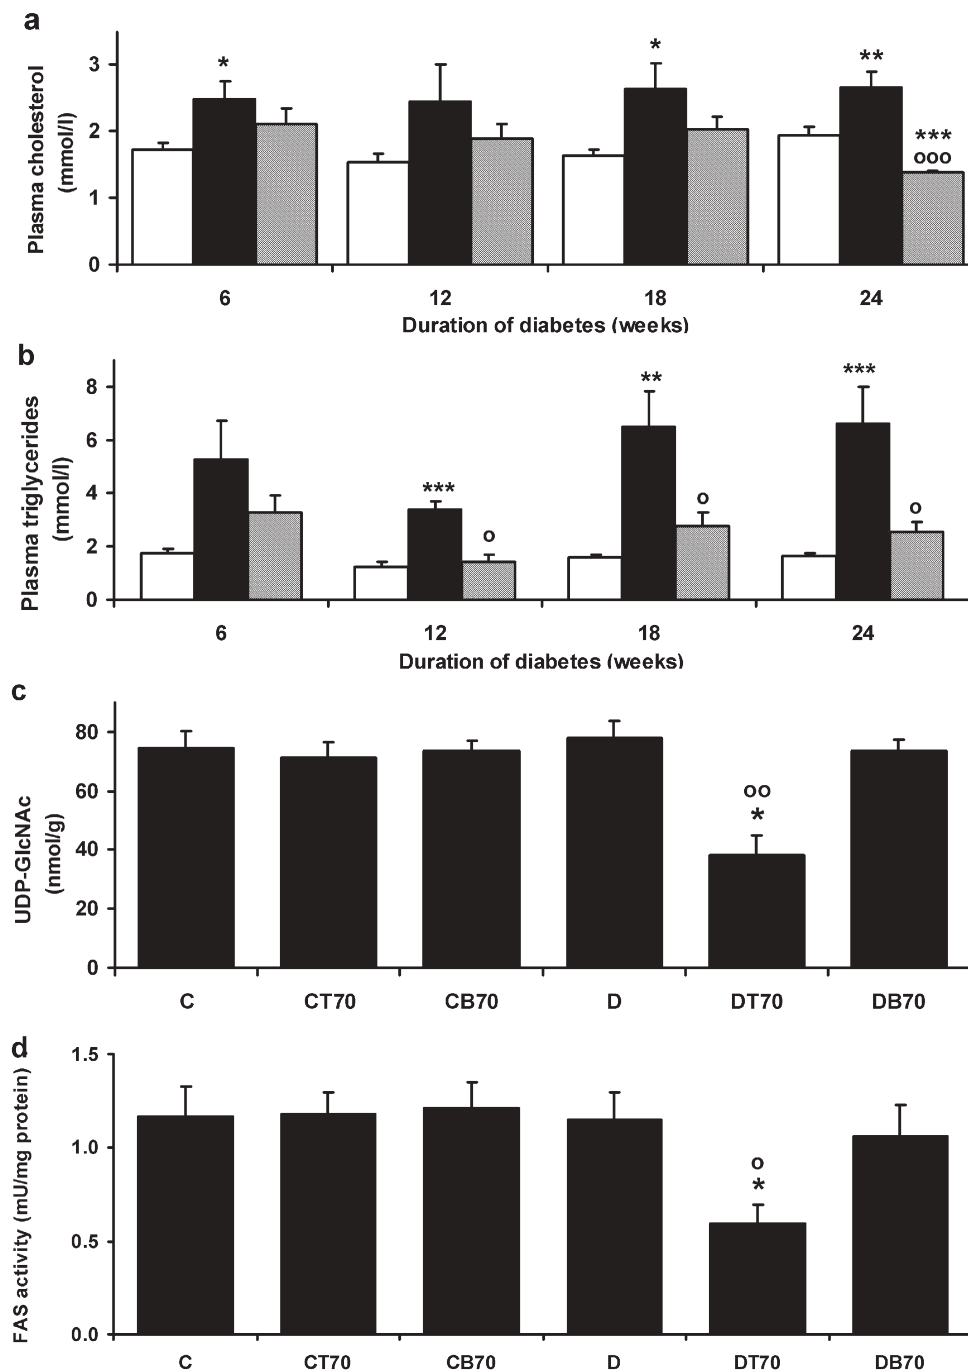 a
Plasma cholesterol
(mmol/l)
3
2
1
0
*
*
**
***
ooo
6 12 18 24
Duration of diabetes (weeks)
b
Plasma triglycerides
(mmol/l)
8
6
4
2
0
***
o
**
o
***
o
6 12 18 24
Duration of diabetes (weeks)
c
UDP-GlcNAc
(nmol/g)
80
60
40
20
0
oo
*
C CT70 CB70 D DT70 DB70
d
FAS activity (mU/mg protein)
1.5
1.0
0.5
0.0
o
*
C CT70 CB70 D DT70 DB70